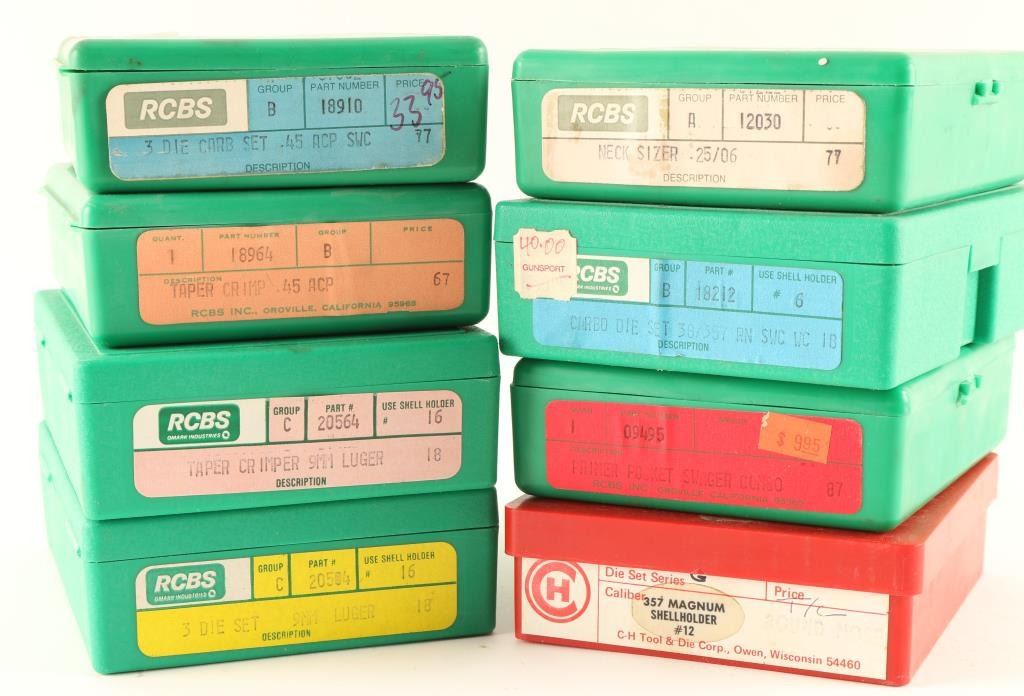 RCBS
GROUP PART NUMBER PRICE
B 18910 33 95
3 DIE CARB SET .45 ACP SWC 77
DESCRIPTION
QUANT. PART NUMBER GROUP PRICE
1 18964 B
DESCRIPTION
TAPER CRIMP .45 ACP 67
RCBS INC., OROVILLE, CALIFORNIA 95965
RCBS
OMARK INDUSTRIES
GROUP PART # USE SHELL HOLDER
C 20564 # 16
TAPER CRIMPER 9MM LUGER 18
DESCRIPTION
RCBS
OMARK INDUSTRIES
GROUP PART # USE SHELL HOLDER
C # 16
3 DIE SET 9MM LUGER 18
DESCRIPTION
RCBS
GROUP PART NUMBER PRICE
A 12030
NECK SIZER .25/06 77
DESCRIPTION
40.00
GUNSPORT
RCBS
OMARK INDUSTRIES
GROUP PART # USE SHELL HOLDER
B 18212 # 6
CARBO DIE SET 38/357 RN SWC WC 18
DESCRIPTION
1 09495
$ 9.95
PRIMER POCKET SWAGER COMBO 87
RCBS INC. OROVILLE, CALIFORNIA 95965
CH
Die Set Series G
Caliber
Price
357 MAGNUM
SHELLHOLDER
#12
C-H Tool & Die Corp., Owen, Wisconsin 54460